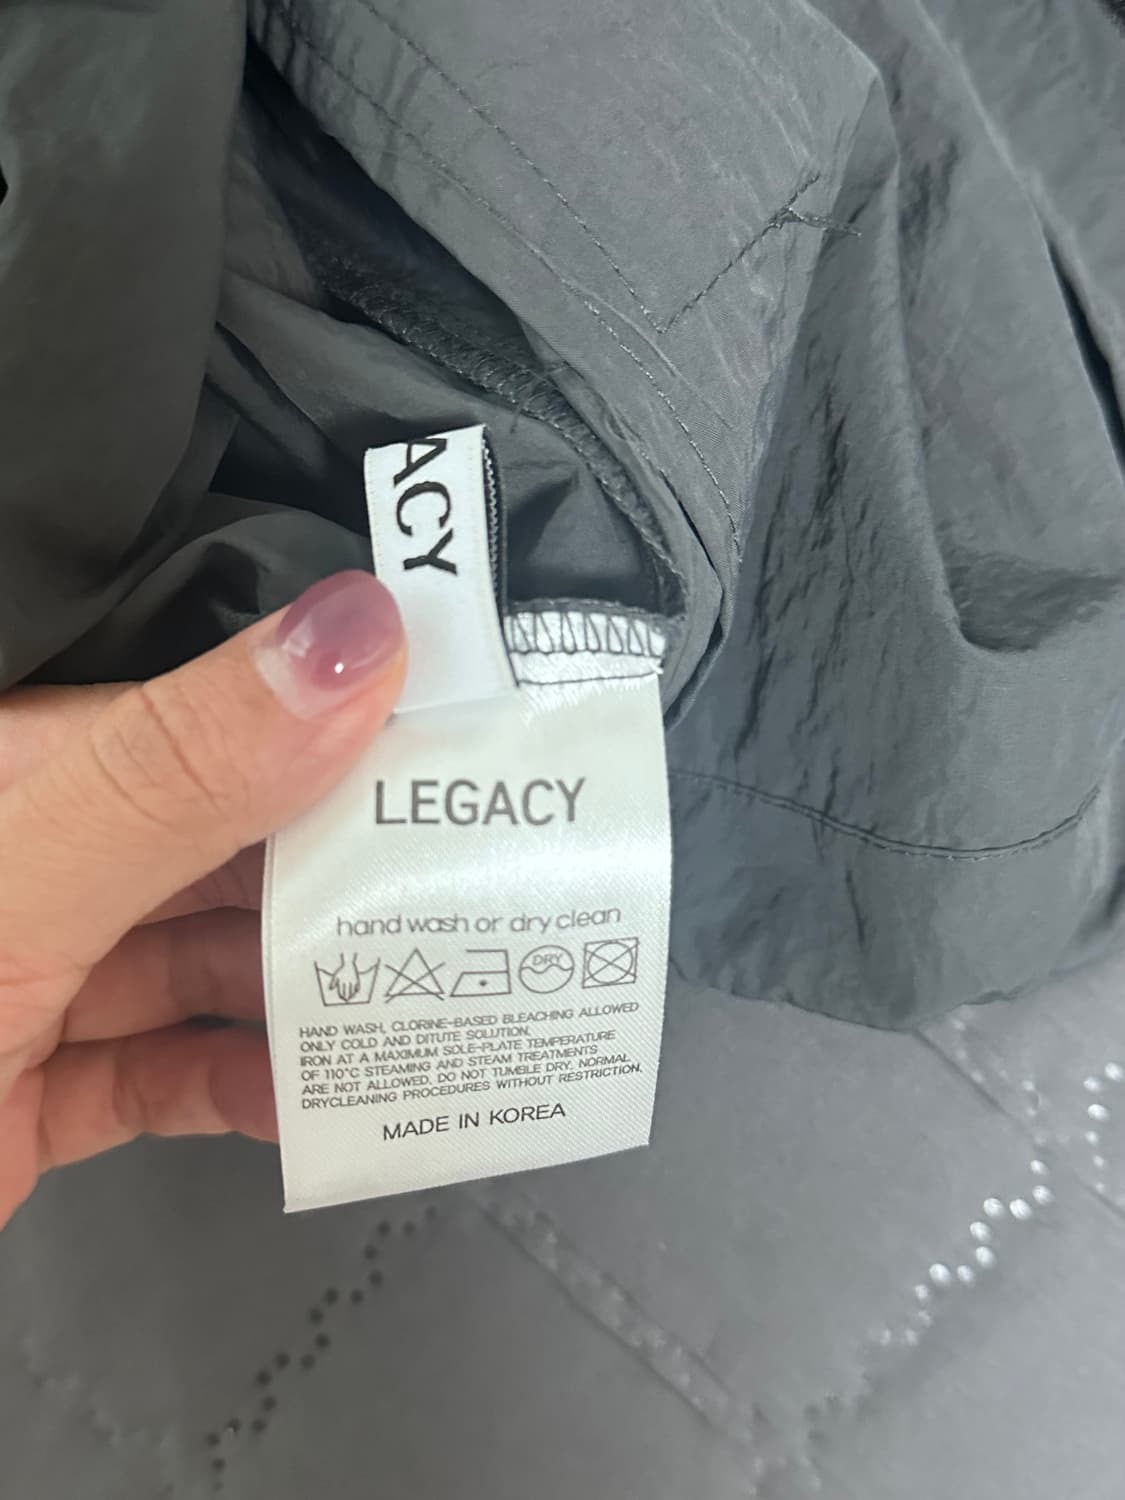 ACY
LEGACY
hand wash or dry clean
DRY
HAND WASH, CLORINE-BASED BLEACHING ALLOWED
ONLY COLD AND DITUTE SOLUTION.
IRON AT A MAXIMUM SOLE-PLATE TEMPERATURE
OF 110°C STEAMING AND STEAM TREATMENTS
ARE NOT ALLOWED. DO NOT TUMBLE DRY. NORMAL
DRYCLEANING PROCEDURES WITHOUT RESTRICTION.
MADE IN KOREA